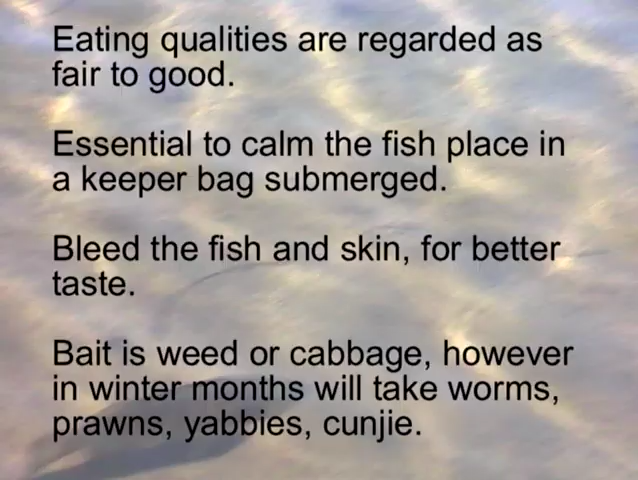 Eating qualities are regarded as
fair to good.
Essential to calm the fish place in
a keeper bag submerged.
Bleed the fish and skin, for better
taste.
Bait is weed or cabbage, however
in winter months will take worms,
prawns, yabbies, cunjie.